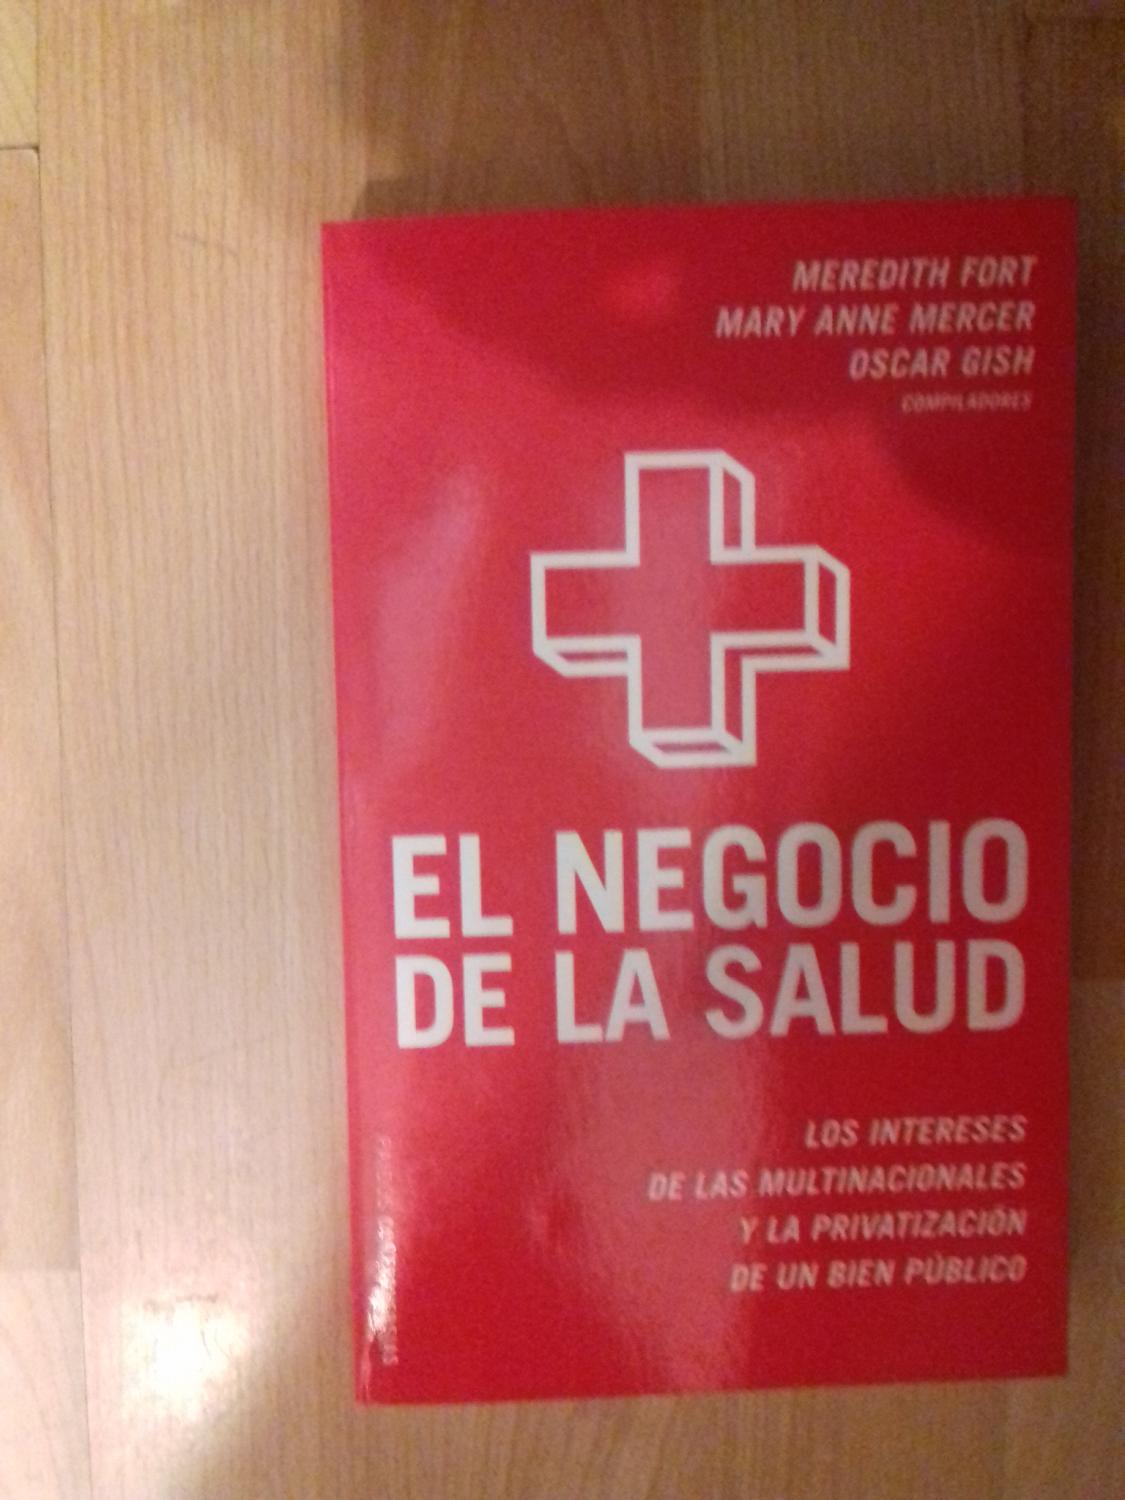 MEREDITH FORT
MARY ANNE MERCER
OSCAR GISH
COMPILADORES
EL NEGOCIO
DE LA SALUD
LOS INTERESES
DE LAS MULTINACIONALES
Y LA PRIVATIZACIÓN
DE UN BIEN PÚBLICO